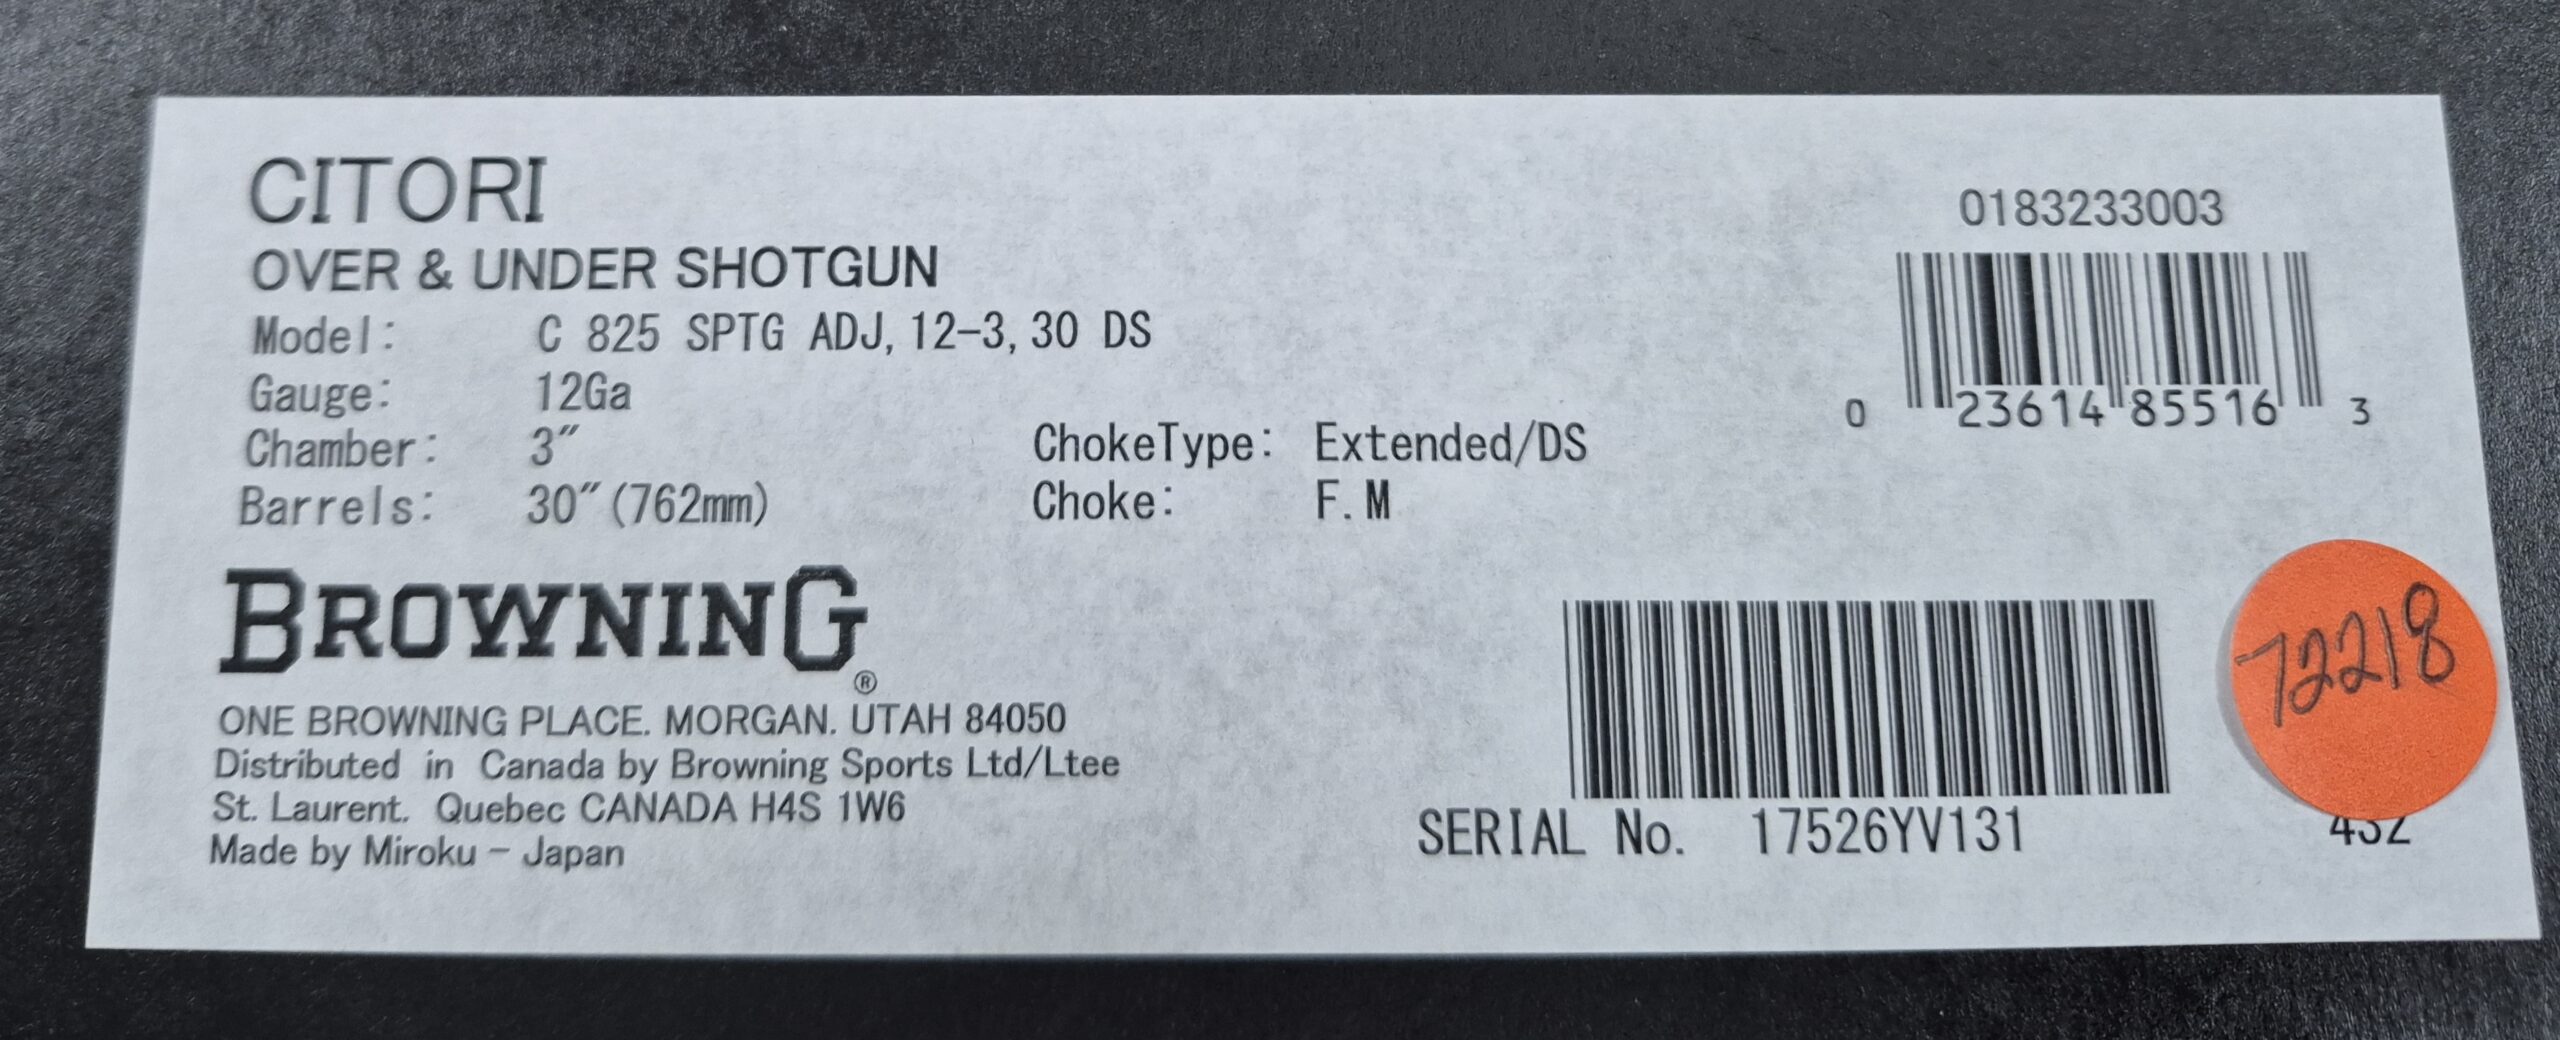 CITORI
OVER & UNDER SHOTGUN
Model: C 825 SPTG ADJ, 12-3, 30 DS
Gauge: 12Ga
Chamber: 3″
Barrels: 30″(762mm)
ChokeType: Extended/DS
Choke: F.M
BROWNING®
ONE BROWNING PLACE. MORGAN. UTAH 84050
Distributed in Canada by Browning Sports Ltd/Ltee
St. Laurent. Quebec CANADA H4S 1W6
Made by Miroku - Japan
0183233003
0 23614 85516 3
72218
SERIAL No. 17526YV131